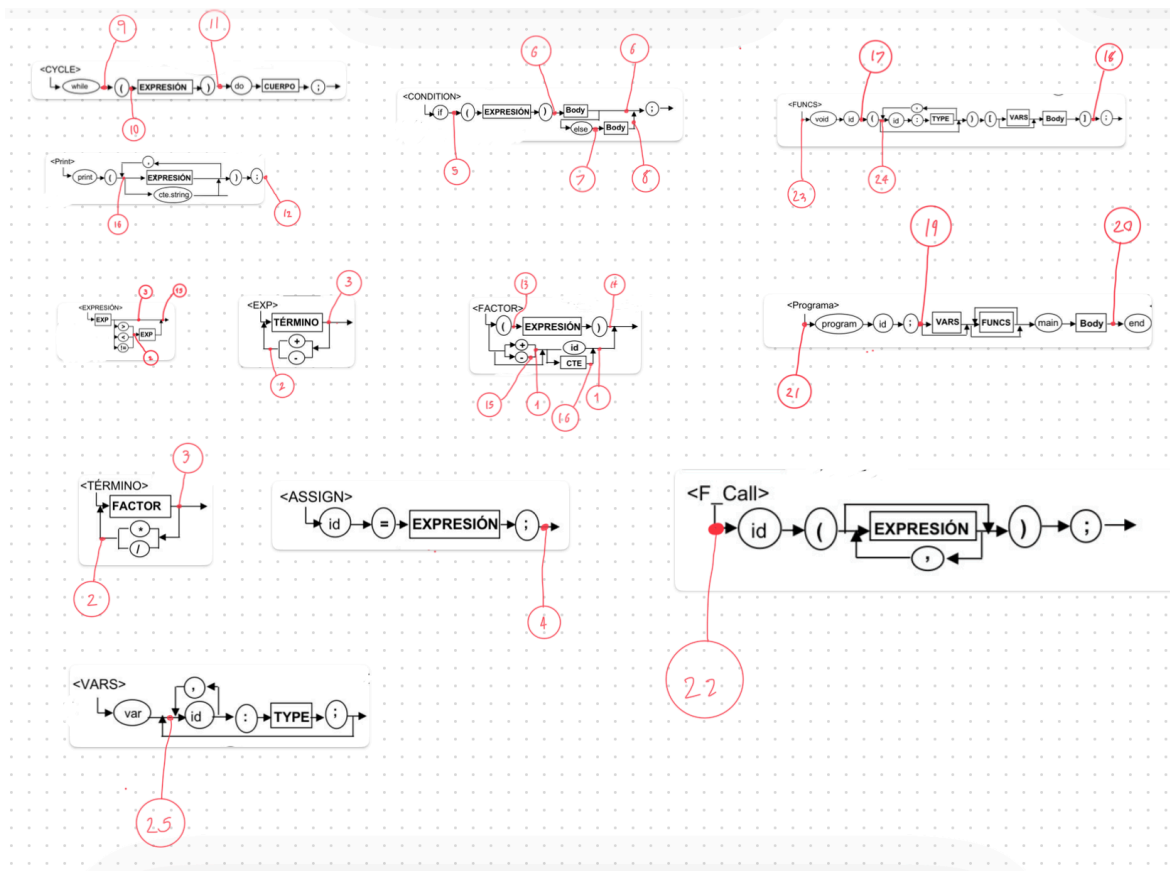 9 11
<CYCLE>
while ( EXPRESIÓN ) do CUERPO ;
10
6 6
<CONDITION>
if ( EXPRESIÓN ) Body ;
else Body
5 7 8
17 18
<FUNCS>
,
void id ( id : TYPE ) [ VARS Body ] ;
23 24
<Print>
,
print ( EXPRESIÓN ) ;
cte.string
16 12
19 20
<Programa>
program id ; VARS FUNCS main Body end
21
3 15
<EXPRESIÓN>
EXP
>
< EXP
!=
2
3
<EXP>
TÉRMINO
+
-
2
13 14
<FACTOR>
( EXPRESIÓN )
+ id
- CTE
15 1 16 1
3
<TÉRMINO>
FACTOR
*
/
2
<ASSIGN>
id = EXPRESIÓN ;
4
<F_Call>
id ( EXPRESIÓN ) ;
,
22
<VARS>
,
var id : TYPE ;
25